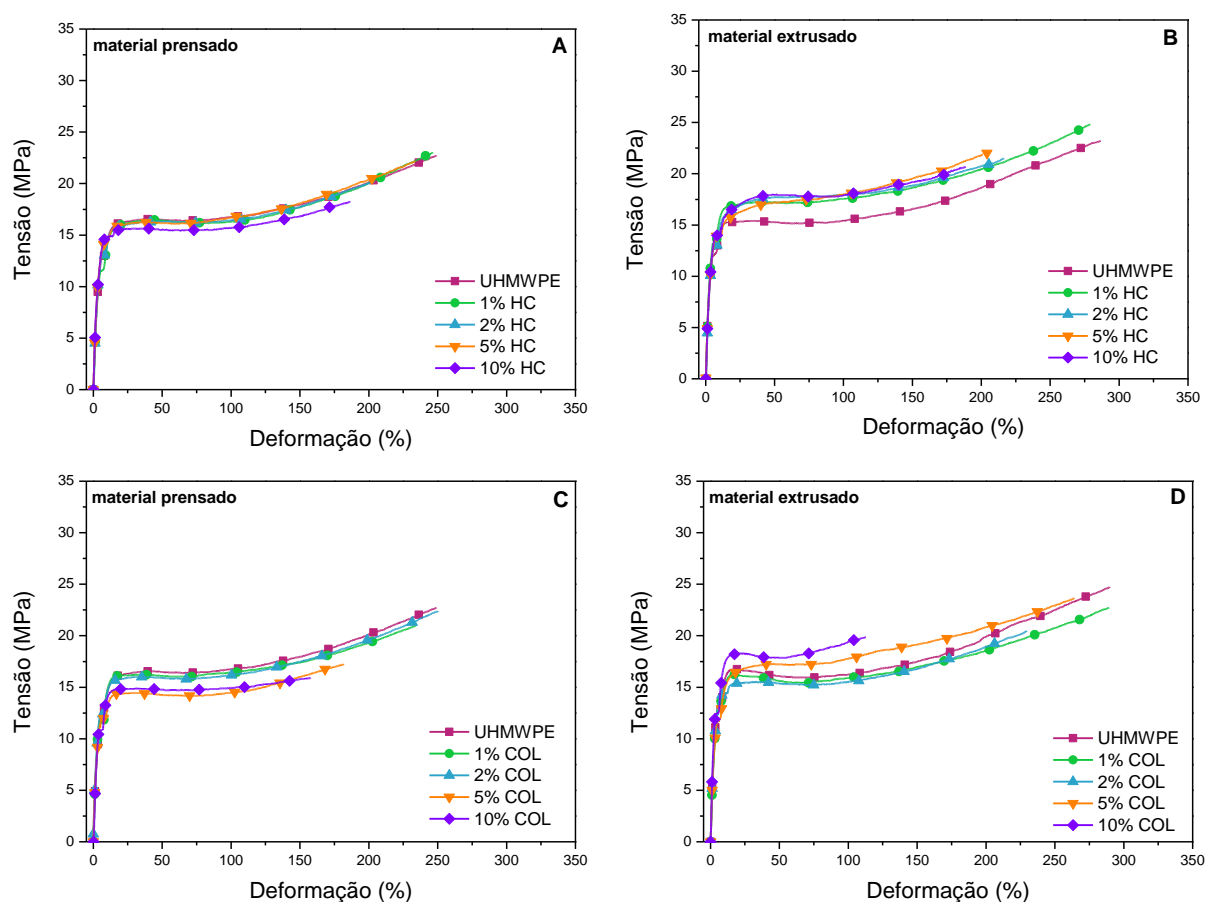 material prensado
A
Tensão (MPa)
35
30
25
20
15
10
5
0
UHMWPE
1% HC
2% HC
5% HC
10% HC
0 50 100 150 200 250 300 350
Deformação (%)
material extrusado
B
Tensão (MPa)
35
30
25
20
15
10
5
0
UHMWPE
1% HC
2% HC
5% HC
10% HC
0 50 100 150 200 250 300 350
Deformação (%)
material prensado
C
Tensão (MPa)
35
30
25
20
15
10
5
0
UHMWPE
1% COL
2% COL
5% COL
10% COL
0 50 100 150 200 250 300 350
Deformação (%)
material extrusado
D
Tensão (MPa)
35
30
25
20
15
10
5
0
UHMWPE
1% COL
2% COL
5% COL
10% COL
0 50 100 150 200 250 300 350
Deformação (%)